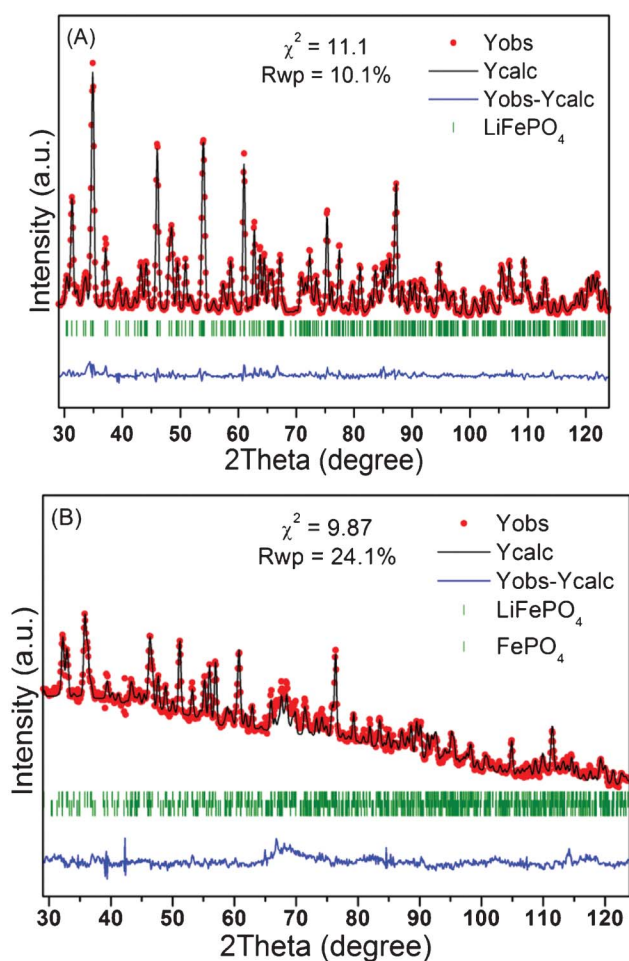 (A)
χ² = 11.1
Rwp = 10.1%
Yobs
Ycalc
Yobs-Ycalc
LiFePO₄
Intensity (a.u.)
30 40 50 60 70 80 90 100 110 120
2Theta (degree)
(B)
χ² = 9.87
Rwp = 24.1%
Yobs
Ycalc
Yobs-Ycalc
LiFePO₄
FePO₄
Intensity (a.u.)
30 40 50 60 70 80 90 100 110 120
2Theta (degree)